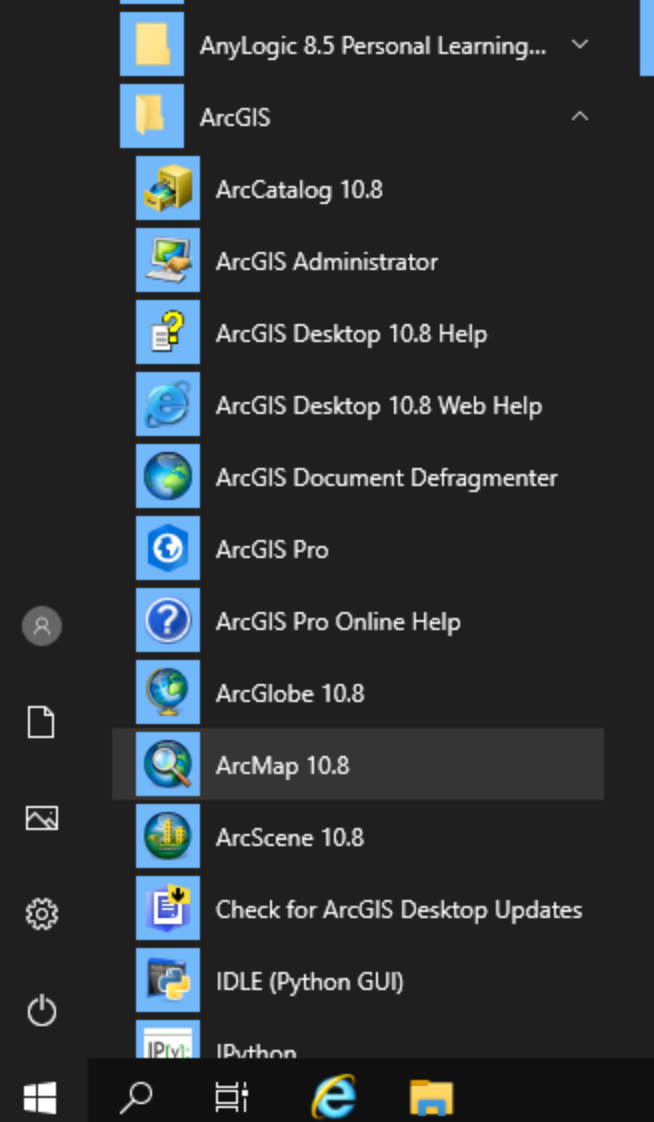 AnyLogic 8.5 Personal Learning...
ArcGIS
ArcCatalog 10.8
ArcGIS Administrator
ArcGIS Desktop 10.8 Help
ArcGIS Desktop 10.8 Web Help
ArcGIS Document Defragmenter
ArcGIS Pro
ArcGIS Pro Online Help
ArcGlobe 10.8
ArcMap 10.8
ArcScene 10.8
Check for ArcGIS Desktop Updates
IDLE (Python GUI)
IP[y]: IPython